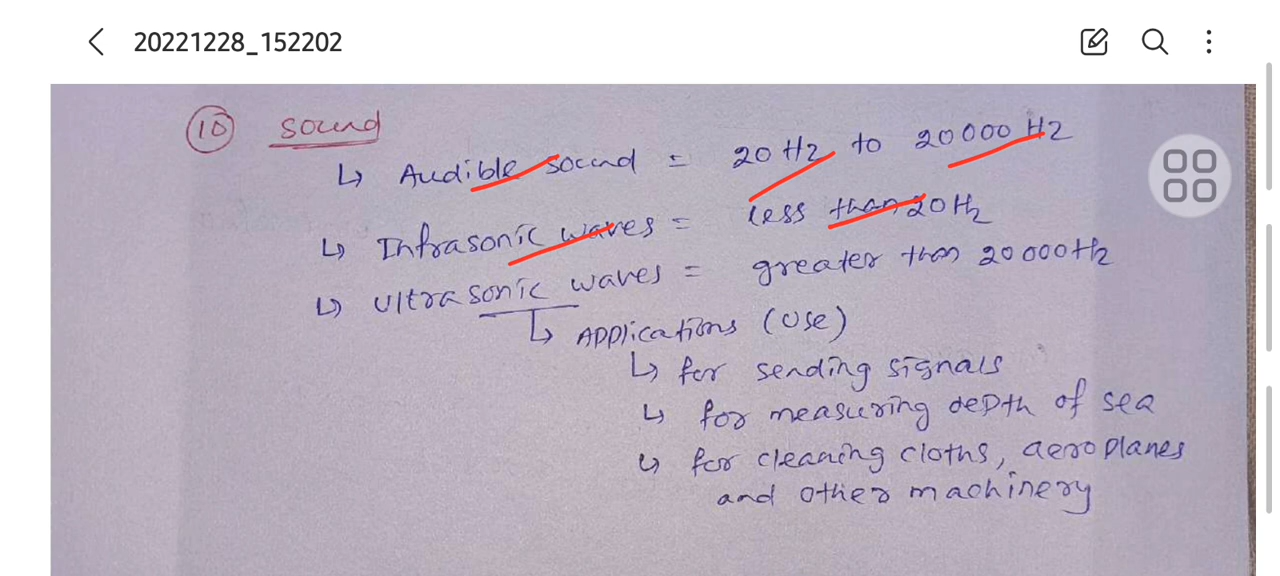 20221228_152202
10 sound
↳ Audible sound = 20 Hz to 20000 Hz
↳ Infrasonic waves = less than 20 Hz
↳ Ultrasonic waves = greater than 20000 Hz
↳ Applications (use)
↳ for sending signals
↳ for measuring depth of sea
↳ for cleaning cloths, aeroplanes
and other machinery